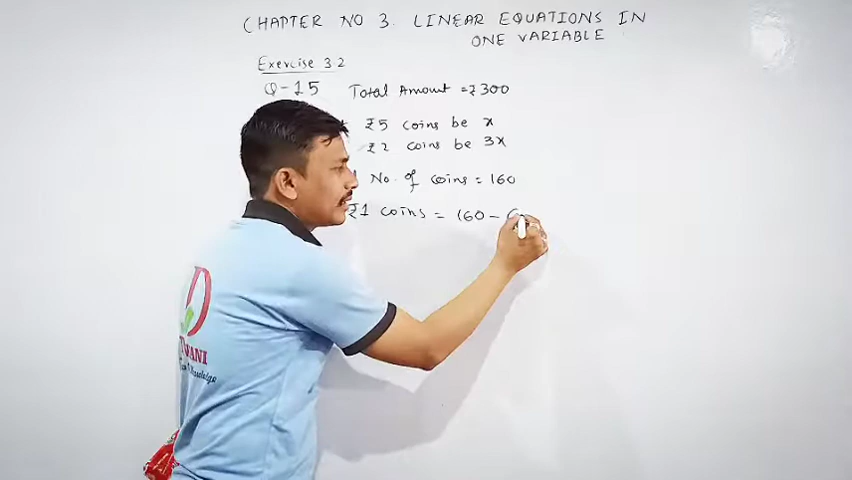 CHAPTER NO 3. LINEAR EQUATIONS IN
ONE VARIABLE
Exercise 3.2
Q-15 Total Amount = ₹300
₹5 coins be x
₹2 coins be 3x
No. of coins = 160
₹1 coins = 160 -